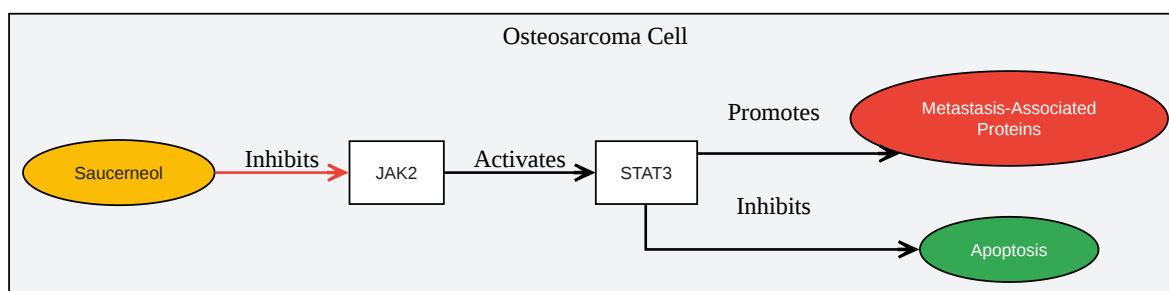 Osteosarcoma Cell
Saucerneol
Inhibits
JAK2
Activates
STAT3
Promotes
Metastasis-Associated
Proteins
Inhibits
Apoptosis